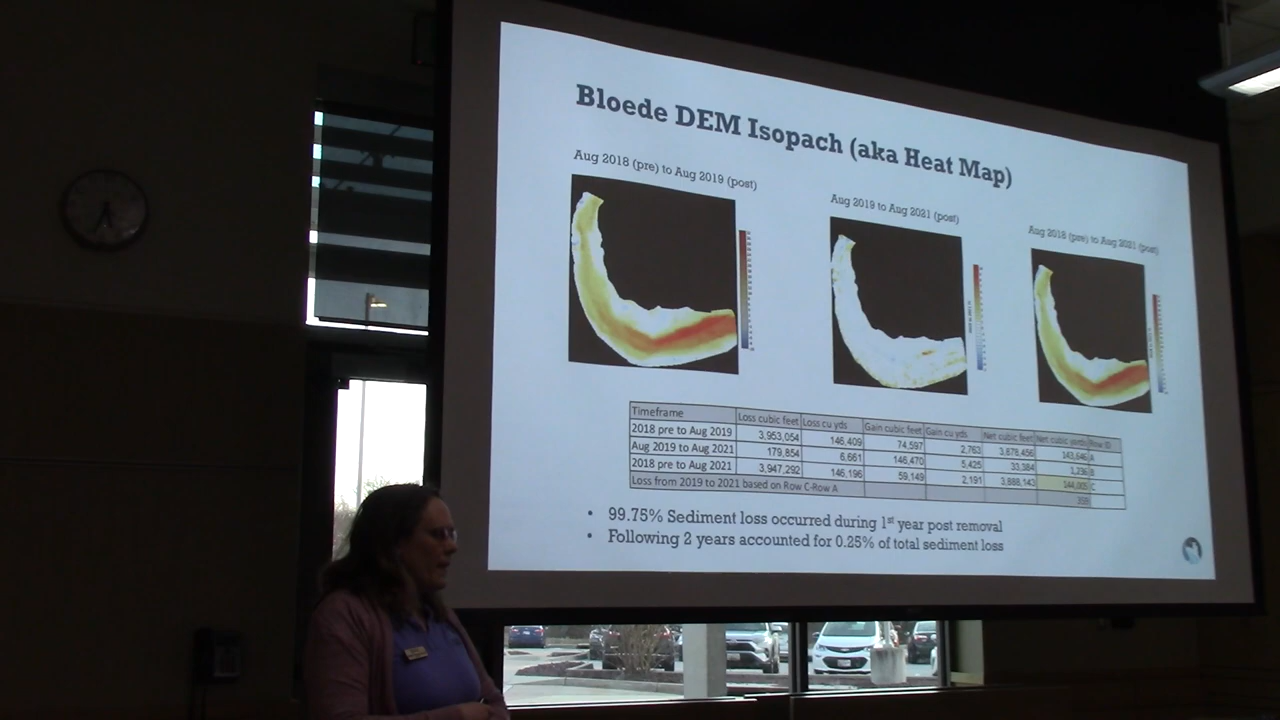 Bloede DEM Isopach (aka Heat Map)
Aug 2018 (pre) to Aug 2019 (post)
Aug 2019 to Aug 2021 (post)
Aug 2018 (pre) to Aug 2021 (post)
Timeframe Loss cubic feet Loss cu yds Gain cubic feet Gain cu yds Net cubic feet Net cubic yards Row ID
2018 pre to Aug 2019 3,953,054 146,409 74,597 2,763 3,878,456 143,646 A
Aug 2019 to Aug 2021 179,854 6,661 146,470 5,425 33,384 1,236 B
2018 pre to Aug 2021 3,947,292 146,196 59,149 2,191 3,888,143 144,005 C
Loss from 2019 to 2021 based on Row C-Row A 359
• 99.75% Sediment loss occurred during 1st year post removal
• Following 2 years accounted for 0.25% of total sediment loss